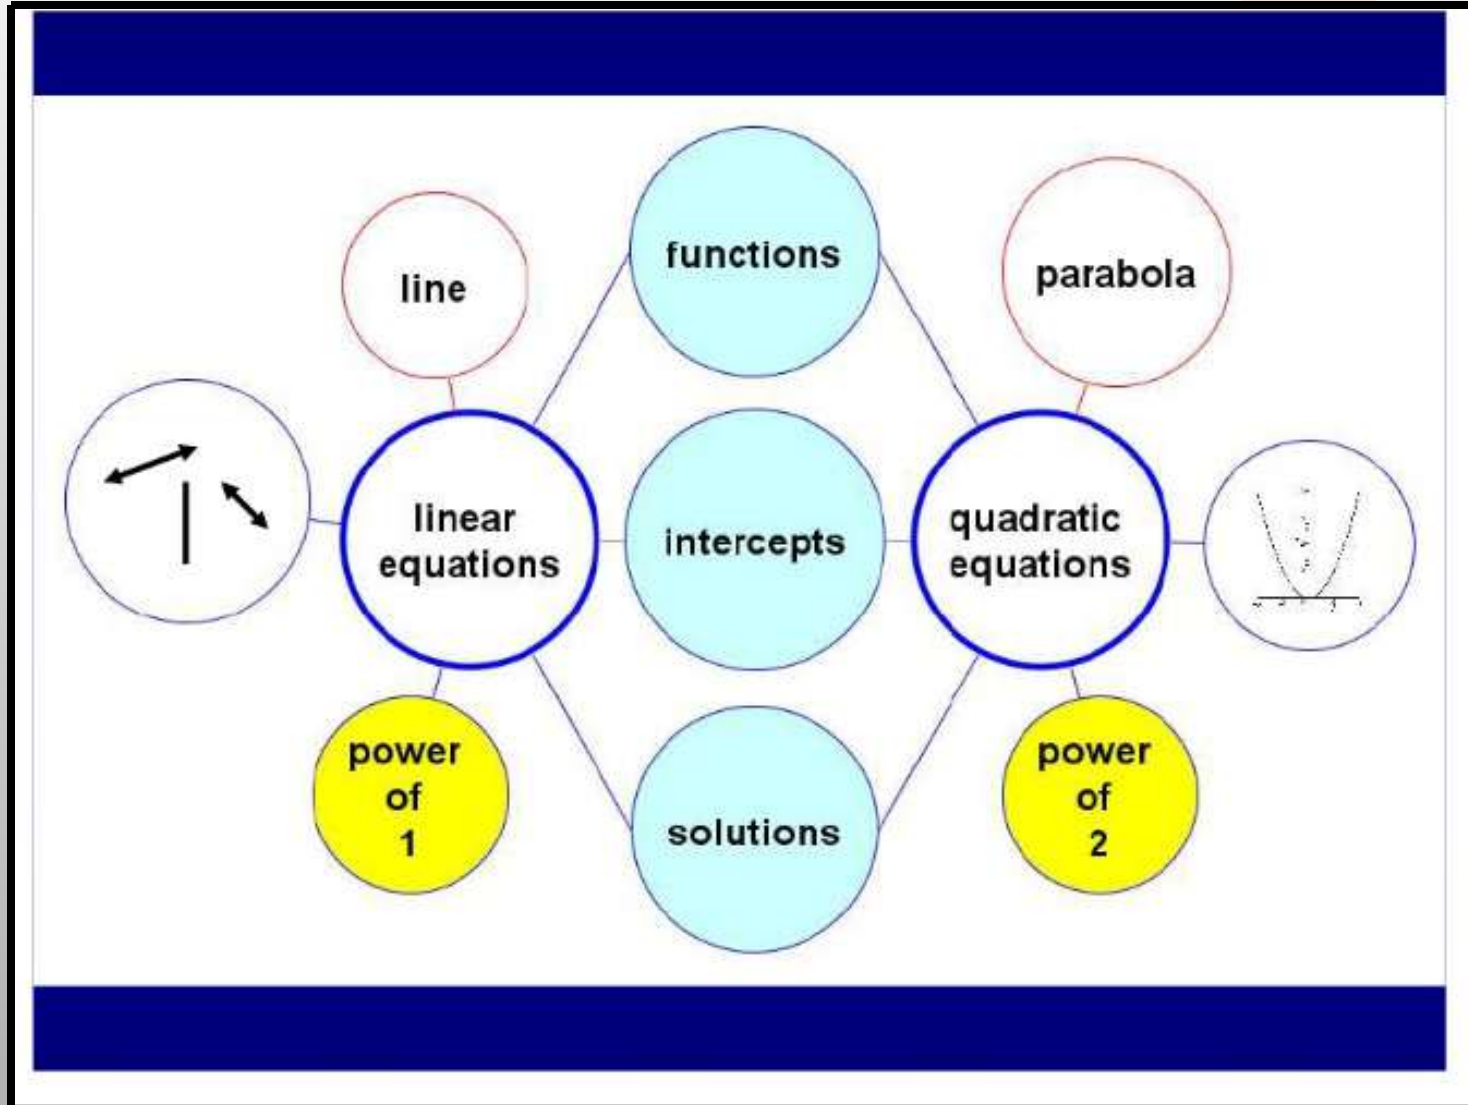 functions
line
parabola
linear
equations
intercepts
quadratic
equations
power
of
1
solutions
power
of
2